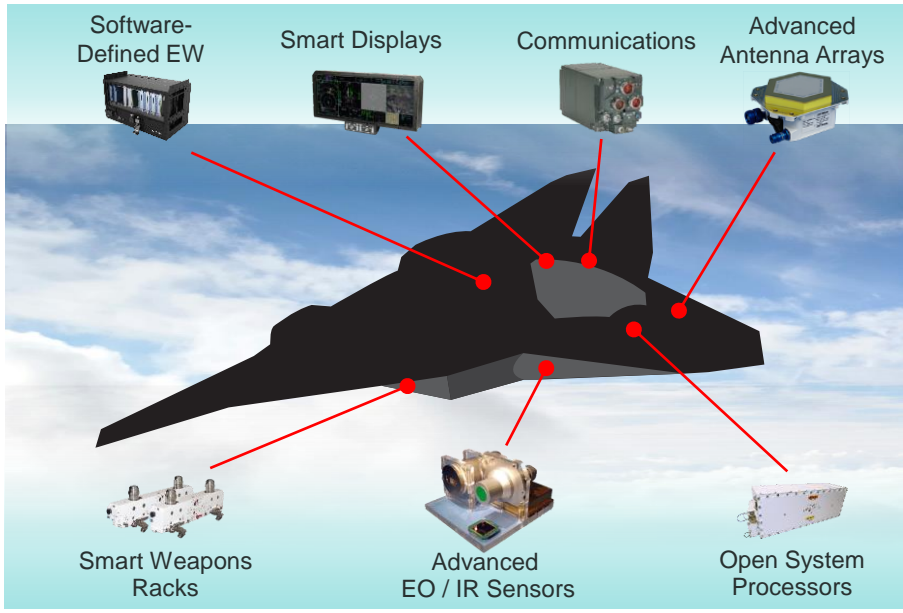 Software-
Defined EW
Smart Displays
Communications
Advanced
Antenna Arrays
Smart Weapons
Racks
Advanced
EO / IR Sensors
Open System
Processors